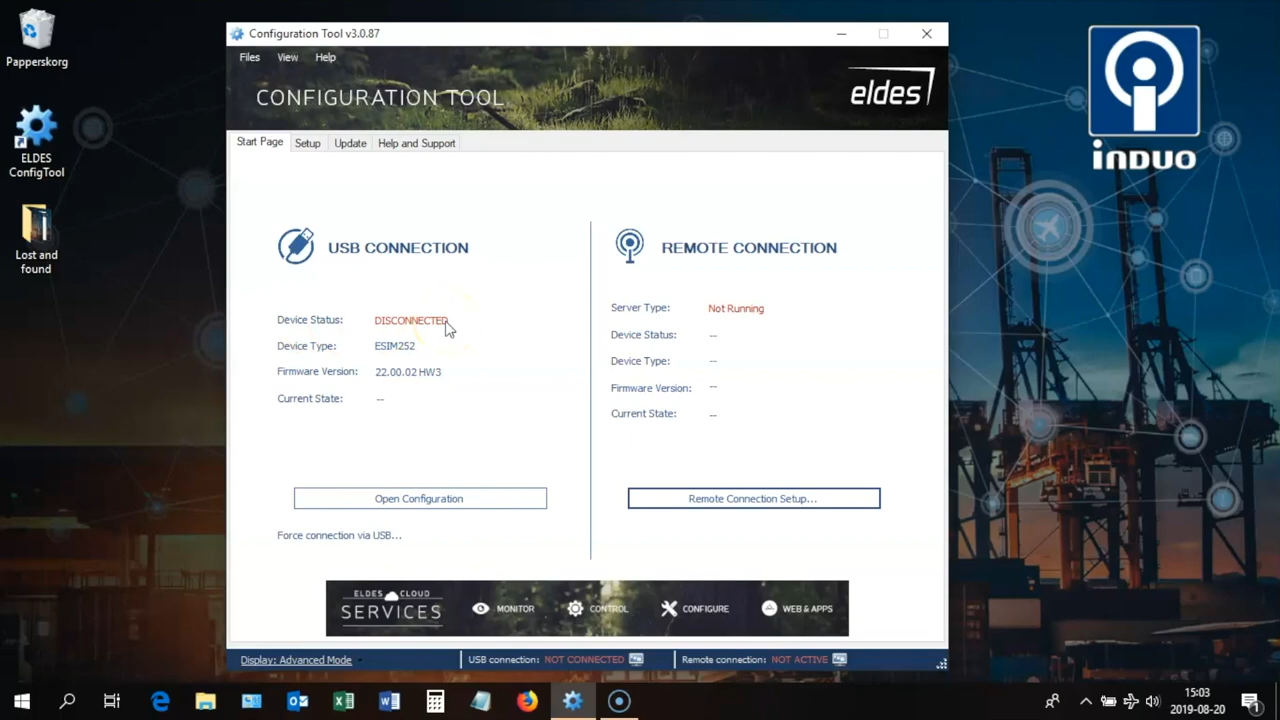 Papperskorg
ELDES
ConfigTool
Lost and
found
Configuration Tool v3.0.87
Files View Help
CONFIGURATION TOOL
eldes
Start Page Setup Update Help and Support
USB CONNECTION
Device Status: DISCONNECTED
Device Type: ESIM252
Firmware Version: 22.00.02 HW3
Current State: --
Open Configuration
Force connection via USB...
REMOTE CONNECTION
Server Type: Not Running
Device Status: --
Device Type: --
Firmware Version: --
Current State: --
Remote Connection Setup...
ELDES CLOUD
SERVICES
MONITOR CONTROL CONFIGURE WEB & APPS
Display: Advanced Mode USB connection: NOT CONNECTED Remote connection: NOT ACTIVE
inDUO
15:03
2019-08-20
1